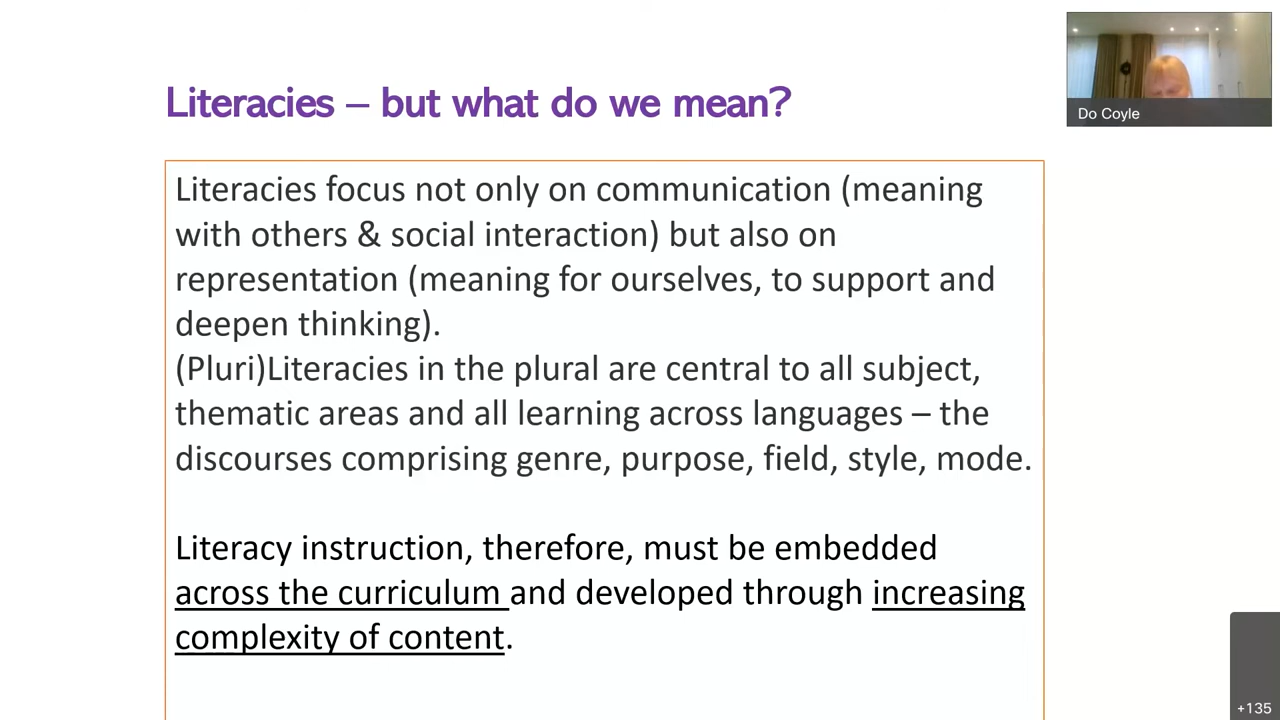 Literacies – but what do we mean?
Do Coyle
Literacies focus not only on communication (meaning
with others & social interaction) but also on
representation (meaning for ourselves, to support and
deepen thinking).
(Pluri)Literacies in the plural are central to all subject,
thematic areas and all learning across languages – the
discourses comprising genre, purpose, field, style, mode.
Literacy instruction, therefore, must be embedded
across the curriculum and developed through increasing
complexity of content.
+135